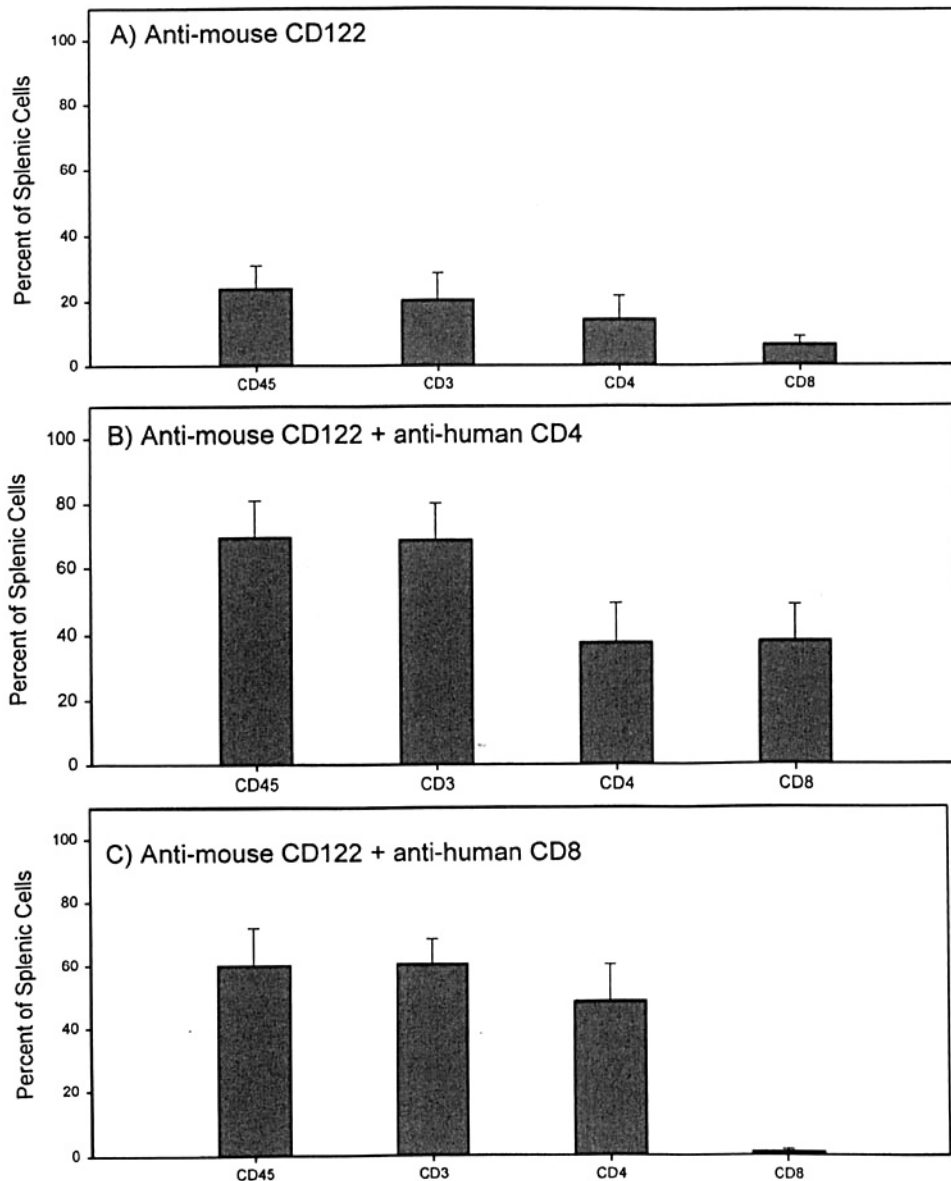 A) Anti-mouse CD122
Percent of Splenic Cells
100
80
60
40
20
0
CD45 CD3 CD4 CD8
B) Anti-mouse CD122 + anti-human CD4
Percent of Splenic Cells
100
80
60
40
20
0
CD45 CD3 CD4 CD8
C) Anti-mouse CD122 + anti-human CD8
Percent of Splenic Cells
100
80
60
40
20
0
CD45 CD3 CD4 CD8